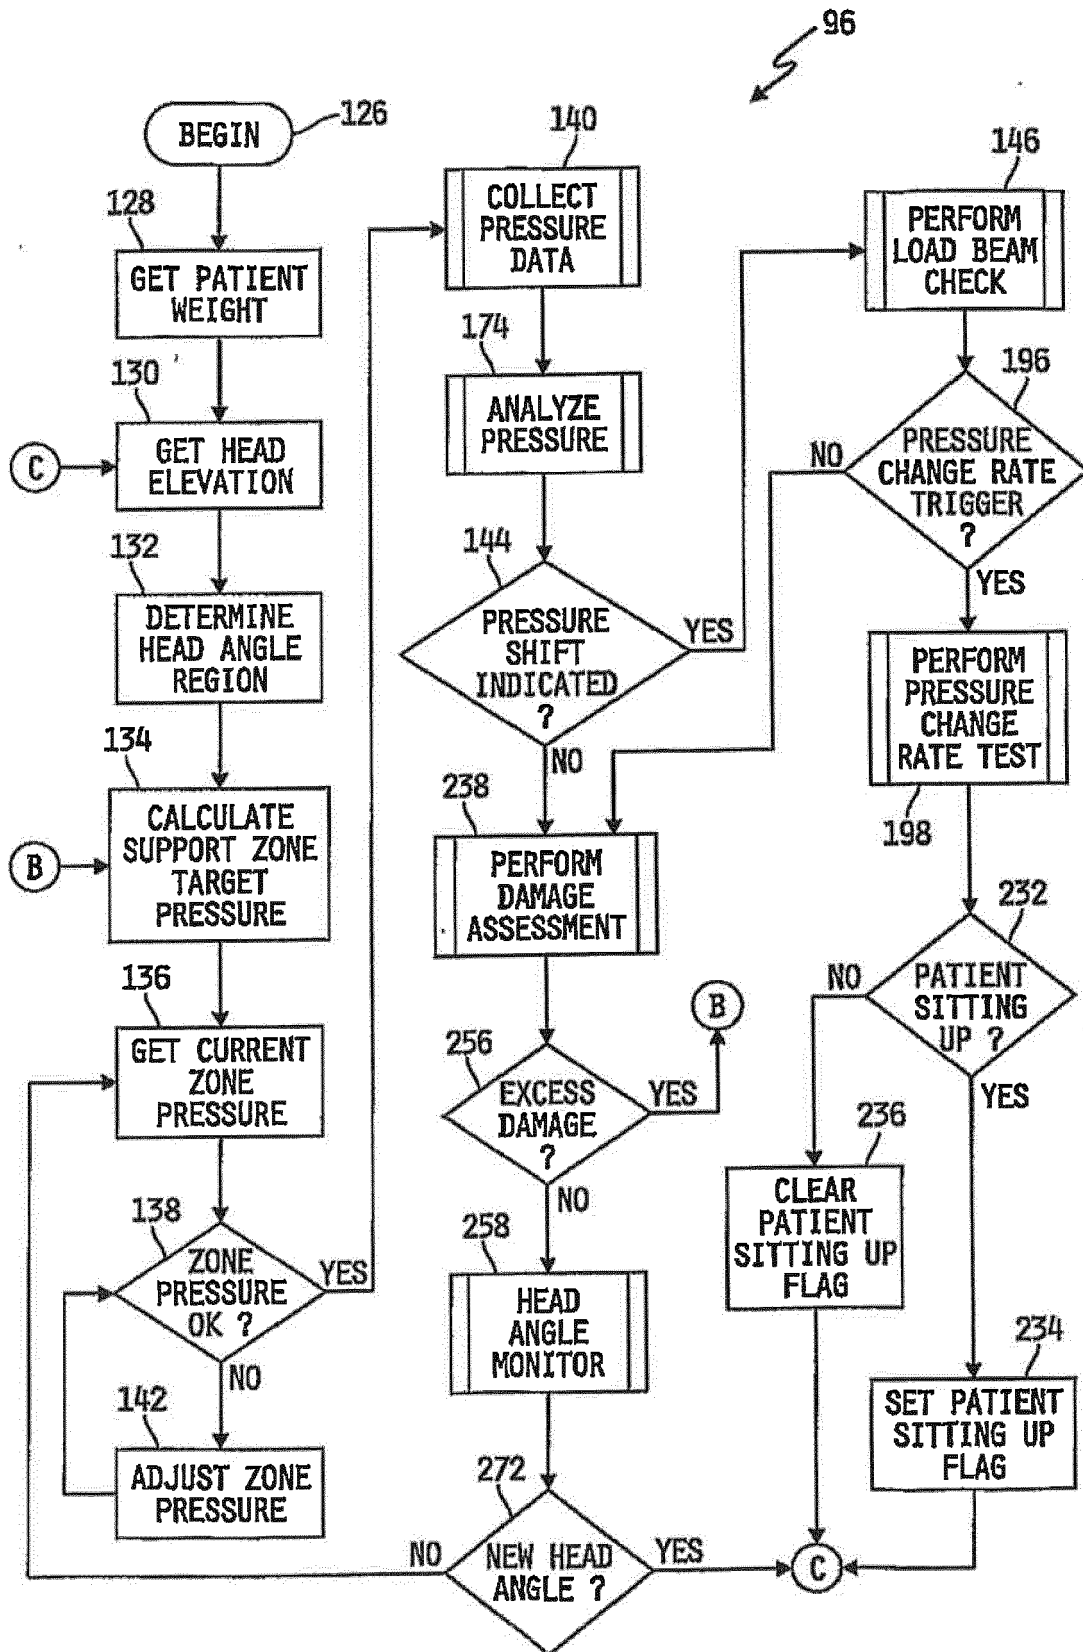 96
BEGIN
126
128
GET PATIENT
WEIGHT
130
C
GET HEAD
ELEVATION
132
DETERMINE
HEAD ANGLE
REGION
134
B
CALCULATE
SUPPORT ZONE
TARGET
PRESSURE
136
GET CURRENT
ZONE
PRESSURE
138
ZONE
PRESSURE
OK ?
YES
NO
142
ADJUST ZONE
PRESSURE
140
COLLECT
PRESSURE
DATA
174
ANALYZE
PRESSURE
144
PRESSURE
SHIFT
INDICATED
?
YES
NO
238
PERFORM
DAMAGE
ASSESSMENT
256
EXCESS
DAMAGE
?
YES
B
NO
258
HEAD
ANGLE
MONITOR
272
NEW HEAD
ANGLE ?
NO
YES
C
146
PERFORM
LOAD BEAM
CHECK
196
PRESSURE
CHANGE RATE
TRIGGER
?
NO
YES
PERFORM
PRESSURE
CHANGE
RATE TEST
198
232
PATIENT
SITTING
UP ?
NO
YES
236
CLEAR
PATIENT
SITTING UP
FLAG
234
SET PATIENT
SITTING UP
FLAG